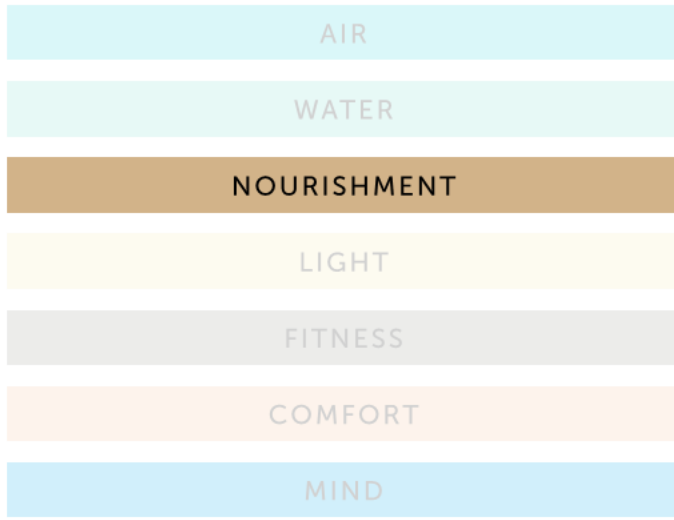 AIR
WATER
NOURISHMENT
LIGHT
FITNESS
COMFORT
MIND